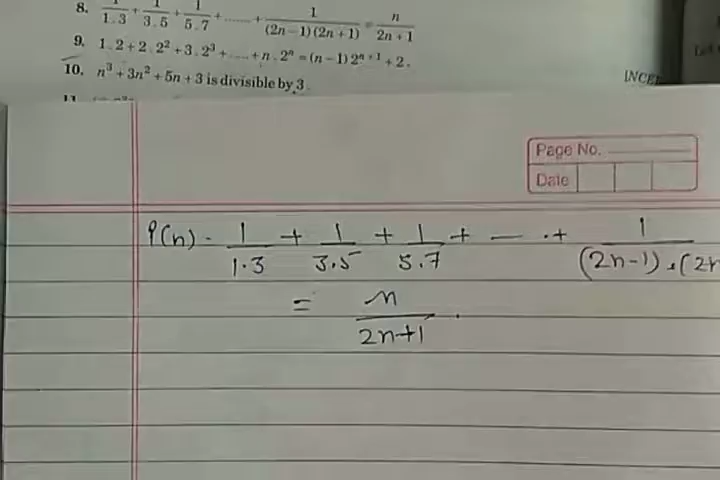 8. 1/1.3 + 1/3.5 + 1/5.7 + ....... + 1/(2n−1)(2n+1) = n/2n+1
9. 1.2+2.2²+3.2³+....+n.2ⁿ=(n−1)2ⁿ⁺¹+2.
10. n³+3n²+5n+3 is divisible by 3.
11.
Page No.
Date
P(n) - 1/1.3 + 1/3.5 + 1/5.7 + — .+ 1/(2n-1).(2n
= n/2n+1 .